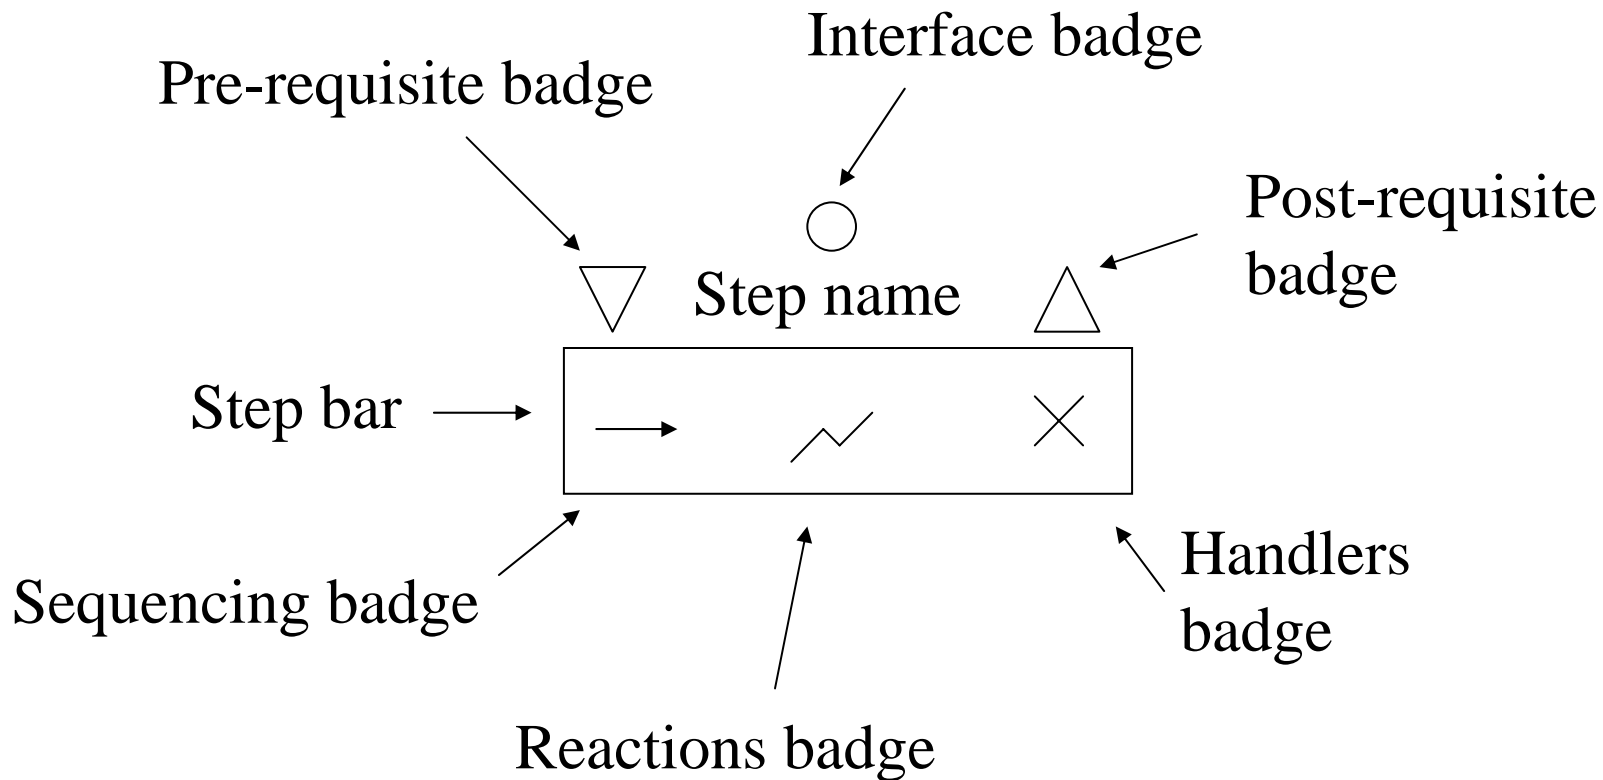 Interface badge
Pre-requisite badge
Post-requisite
badge
Step name
Step bar
Handlers
badge
Sequencing badge
Reactions badge